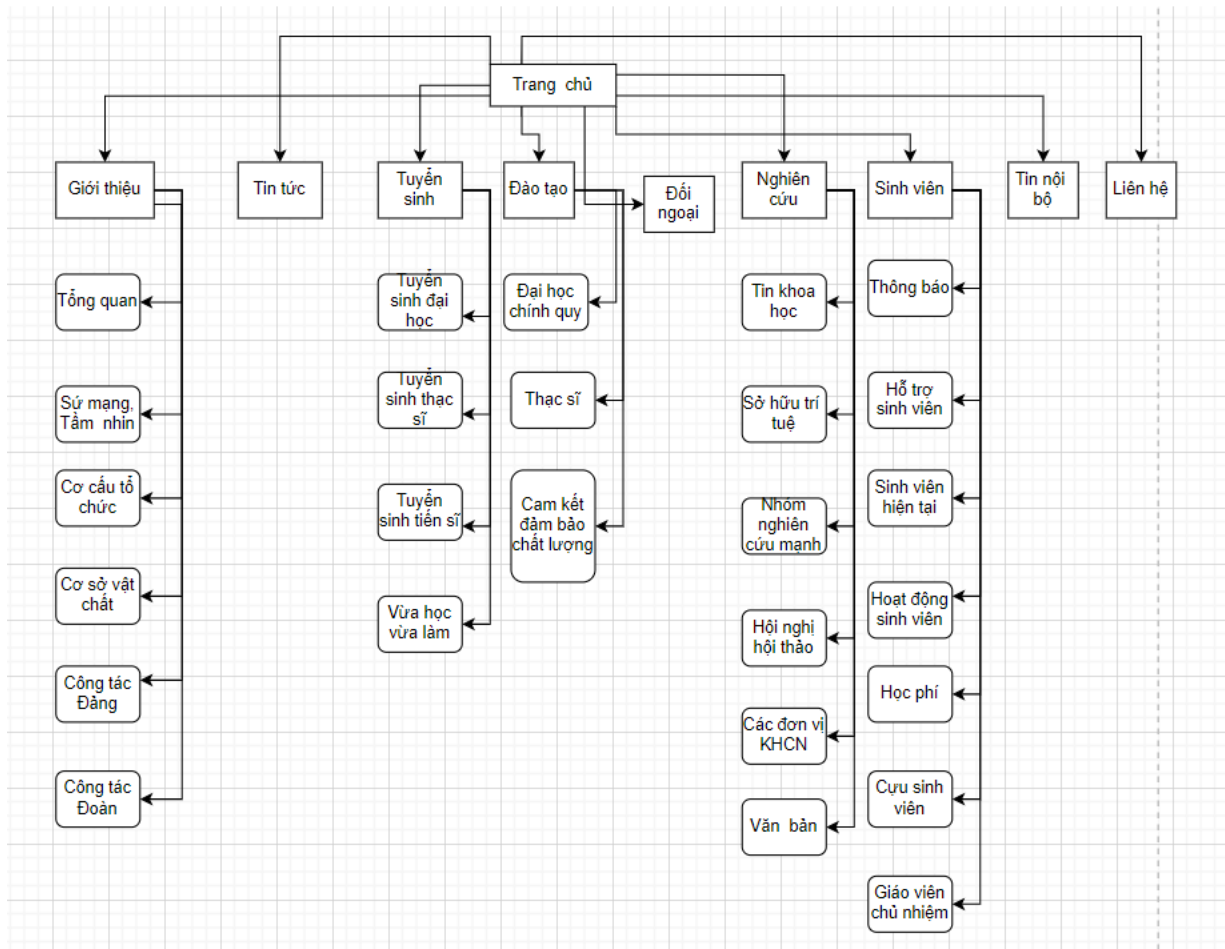 Trang chủ
Giới thiệu
Tin tức
Tuyển
sinh
Đào tạo
Đối
ngoại
Nghiên
cứu
Sinh viên
Tin nội
bộ
Liên hệ
Tổng quan
Sứ mạng,
Tầm nhin
Cơ cấu tổ
chức
Cơ sở vật
chất
Công tác
Đảng
Công tác
Đoàn
Tuyển
sinh đại
học
Tuyển
sinh thạc
sĩ
Tuyển
sinh tiến sĩ
Vừa học
vừa làm
Đại học
chính quy
Thạc sĩ
Cam kết
đảm bảo
chất lượng
Tin khoa
học
Sở hữu trí
tuệ
Nhóm
nghiên
cứu mạnh
Hội nghị
hội thảo
Các đơn vị
KHCN
Văn bản
Thông báo
Hỗ trợ
sinh viên
Sinh viên
hiện tại
Hoạt động
sinh viên
Học phí
Cựu sinh
viên
Giáo viên
chủ nhiệm